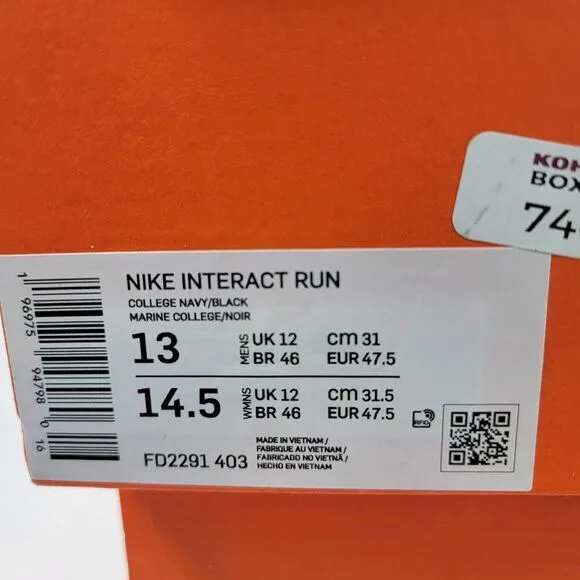 KOH
BOX
74
NIKE INTERACT RUN
COLLEGE NAVY/BLACK
MARINE COLLEGE/NOIR
13 MENS UK 12 CM 31
BR 46 EUR 47.5
14.5 WMNS UK 12 CM 31.5
BR 46 EUR 47.5
RFID
FD2291 403
MADE IN VIETNAM /
FABRIQUE AU VIETNAM /
FABRICADO NO VIETNÃ /
HECHO EN VIETNAM
1 96975 94798 0 16